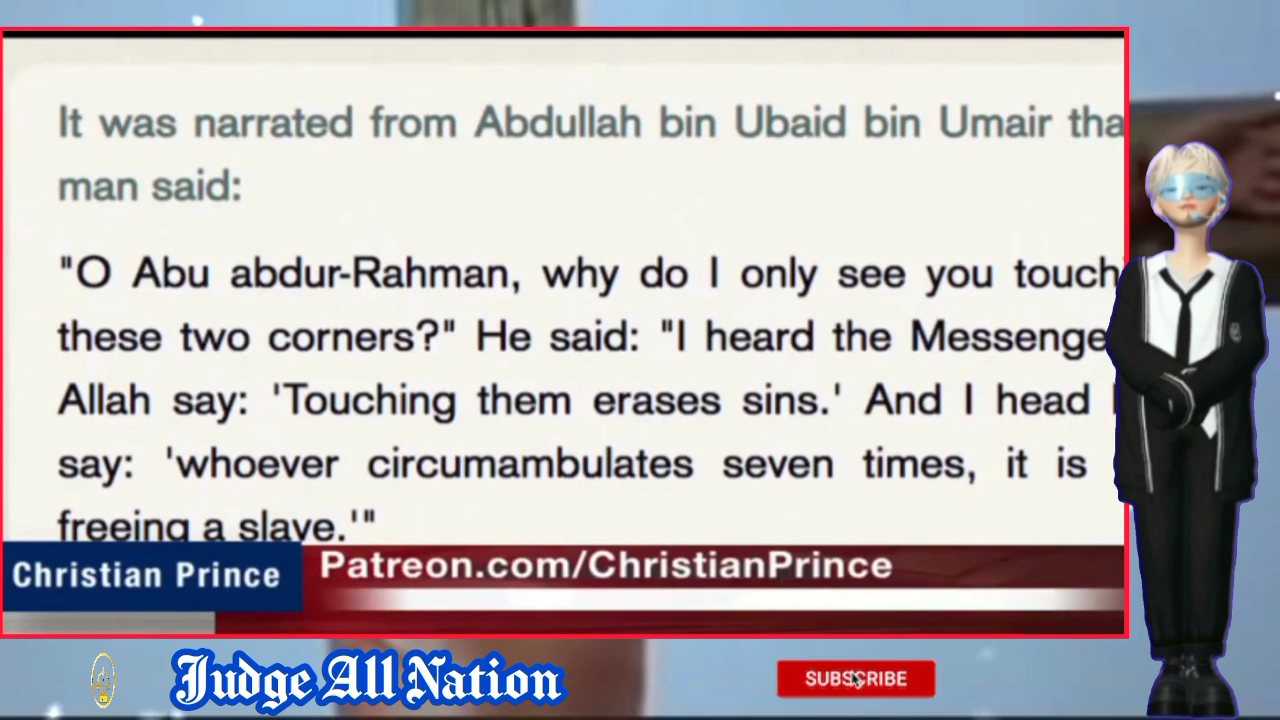 It was narrated from Abdullah bin Ubaid bin Umair tha
man said:
"O Abu abdur-Rahman, why do I only see you touch
these two corners?" He said: "I heard the Messenge
Allah say: 'Touching them erases sins.' And I head
say: 'whoever circumambulates seven times, it is
freeing a slave.'"
Christian Prince
Patreon.com/ChristianPrince
Judge All Nation
SUBSCRIBE